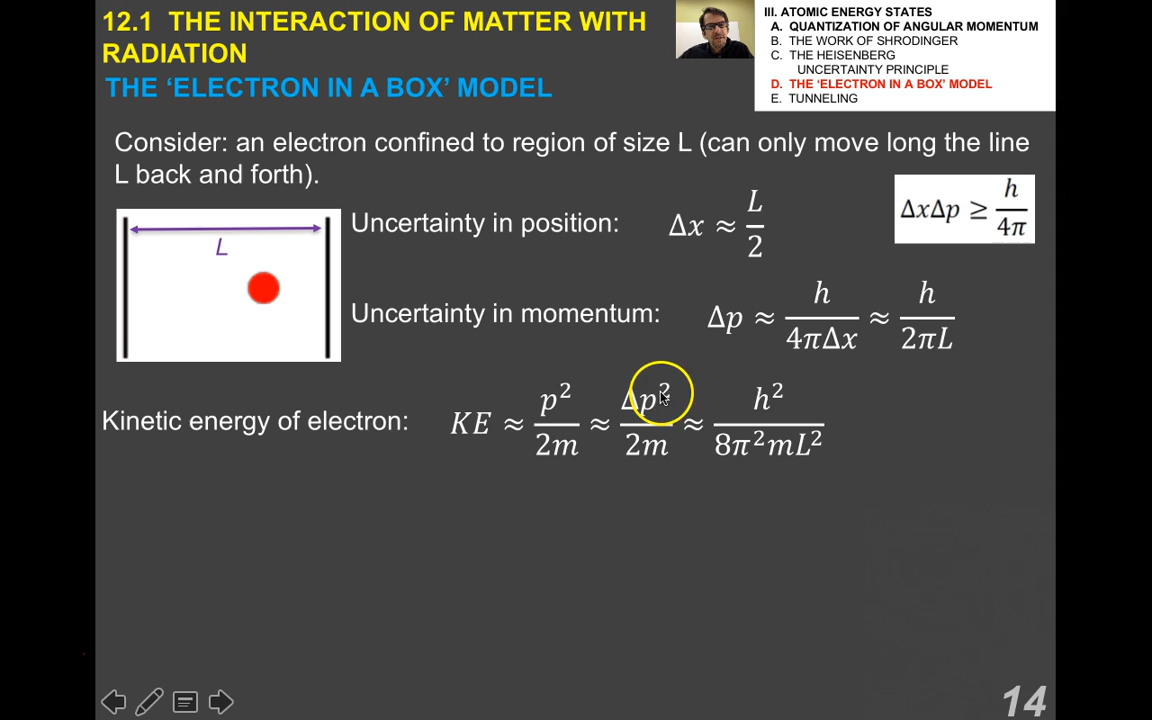 12.1 THE INTERACTION OF MATTER WITH
RADIATION
THE ‘ELECTRON IN A BOX’ MODEL
III. ATOMIC ENERGY STATES
A. QUANTIZATION OF ANGULAR MOMENTUM
B. THE WORK OF SHRODINGER
C. THE HEISENBERG
UNCERTAINTY PRINCIPLE
D. THE ‘ELECTRON IN A BOX’ MODEL
E. TUNNELING
Consider: an electron confined to region of size L (can only move long the line
L back and forth).
L
Uncertainty in position: Δx ≈ L/2
ΔxΔp ≥ h/4π
Uncertainty in momentum: Δp ≈ h/4πΔx ≈ h/2πL
Kinetic energy of electron: KE ≈ p²/2m ≈ Δp²/2m ≈ h²/8π²mL²
14